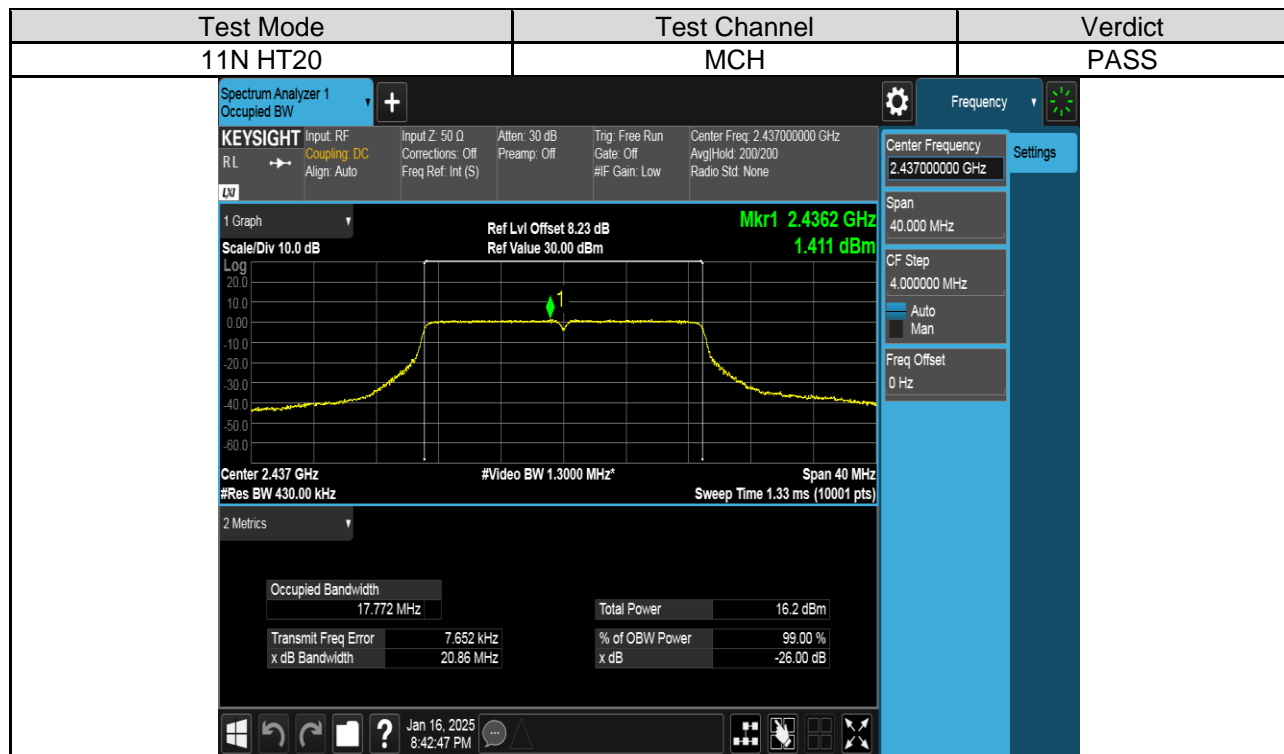 Test Mode Test Channel Verdict
11N HT20 MCH PASS
Spectrum Analyzer 1
Occupied BW
+
Frequency
KEYSIGHT Input: RF Input Z: 50 Ω Atten: 30 dB Trig: Free Run Center Freq: 2.437000000 GHz
R L Coupling: DC Corrections: Off Preamp: Off Gate: Off Avg|Hold: 200/200
Align: Auto Freq Ref: Int (S) #IF Gain: Low Radio Std: None
LXI
Center Frequency
2.437000000 GHz
Settings
Span
40.000 MHz
CF Step
4.000000 MHz
Auto
Man
Freq Offset
0 Hz
1 Graph Ref Lvl Offset 8.23 dB Mkr1 2.4362 GHz
Scale/Div 10.0 dB Ref Value 30.00 dBm 1.411 dBm
Log
20.0
10.0
1
0.00
-10.0
-20.0
-30.0
-40.0
-50.0
-60.0
Center 2.437 GHz #Video BW 1.3000 MHz* Span 40 MHz
#Res BW 430.00 kHz Sweep Time 1.33 ms (10001 pts)
2 Metrics
Occupied Bandwidth
17.772 MHz Total Power 16.2 dBm
Transmit Freq Error 7.652 kHz % of OBW Power 99.00 %
x dB Bandwidth 20.86 MHz x dB -26.00 dB
? Jan 16, 2025
8:42:47 PM